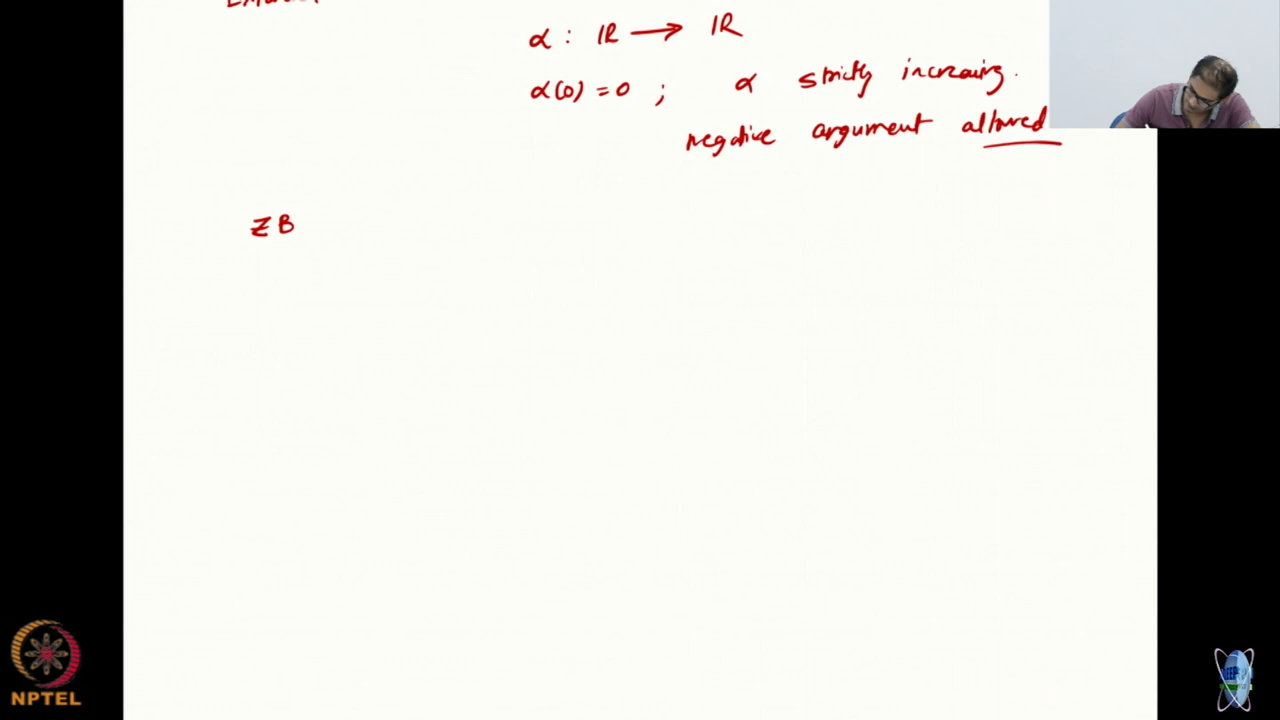 α : ℝ ⟶ ℝ
α(0) = 0 ; α strictly increasing.
negative argument allowed
ZB
NPTEL